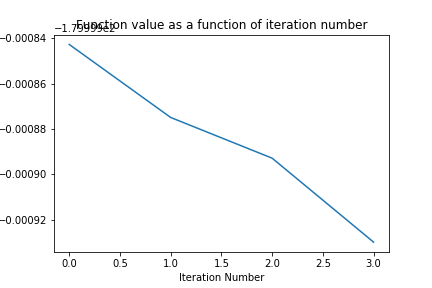 Function value as a function of iteration number
−1.79999e2
−0.00084
−0.00086
−0.00088
−0.00090
−0.00092
0.0 0.5 1.0 1.5 2.0 2.5 3.0
Iteration Number